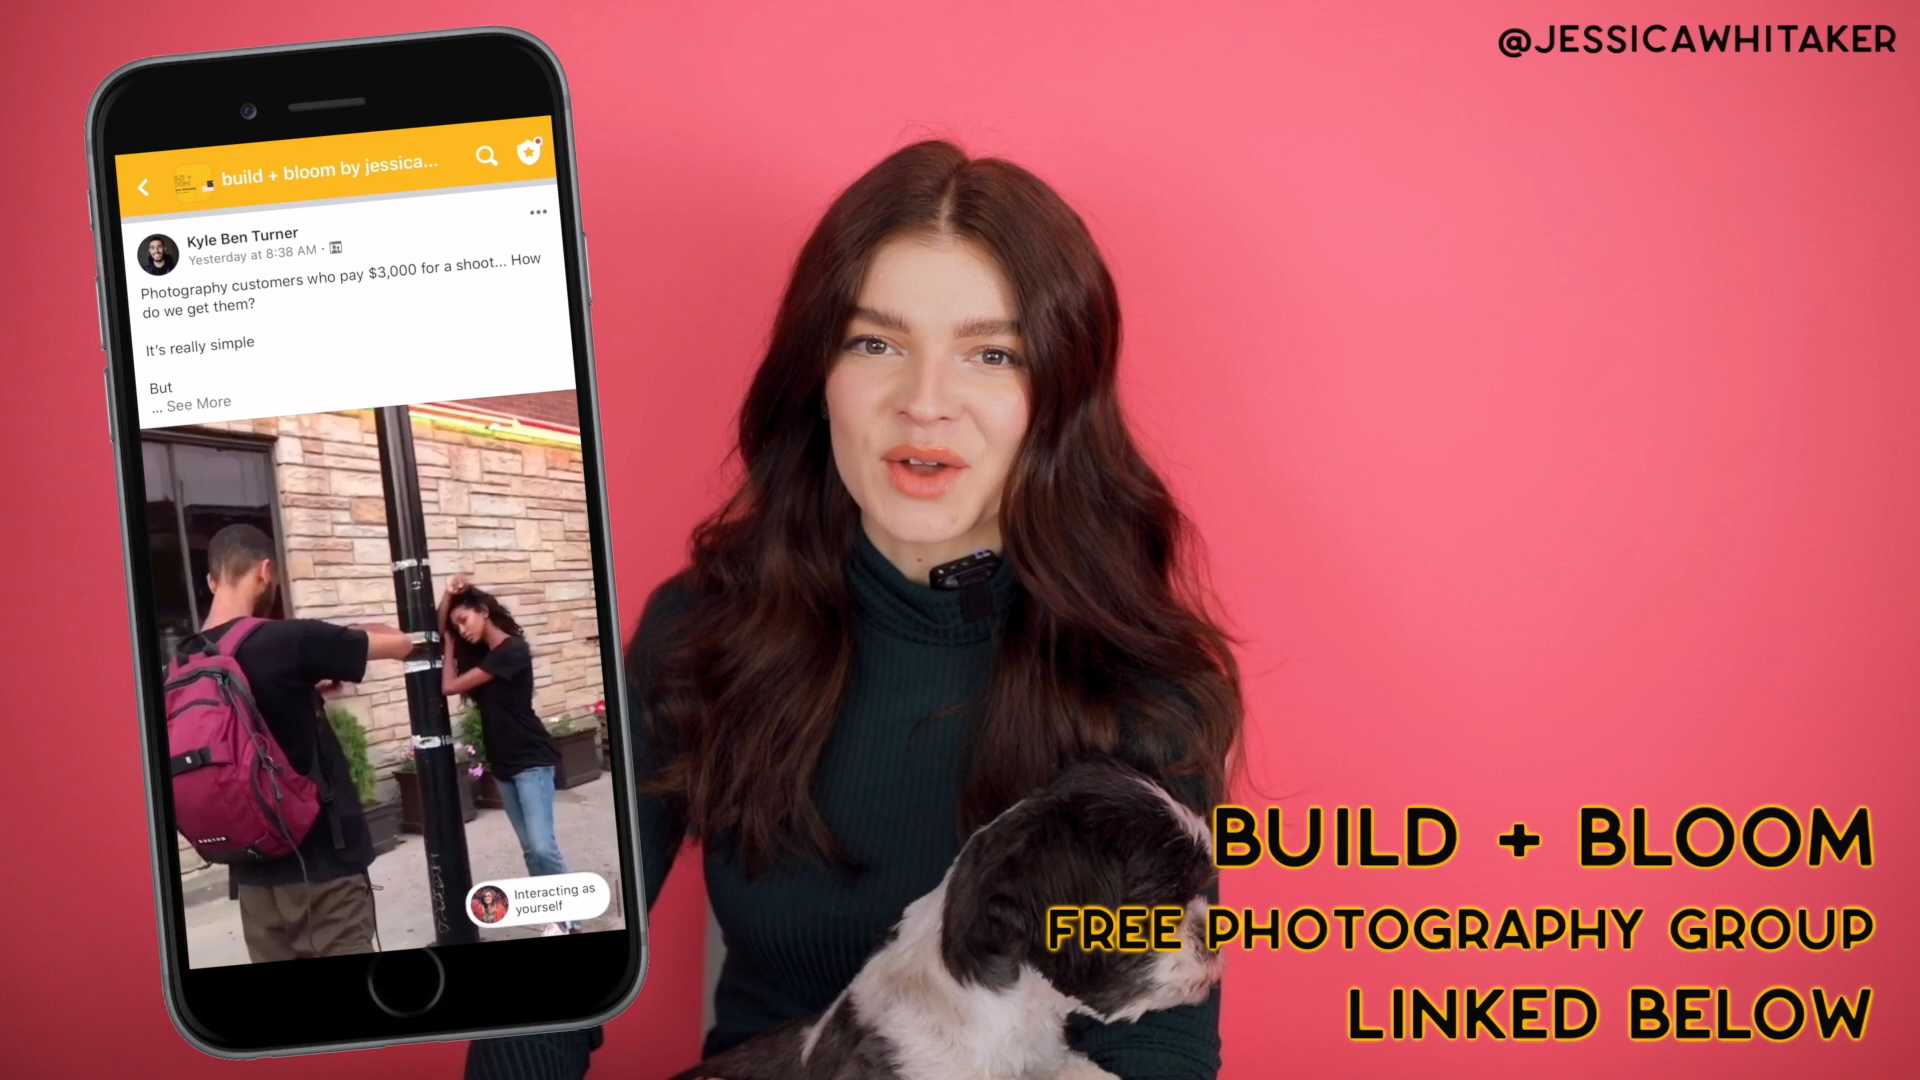 @JESSICAWHITAKER
build + bloom by jessica...
Kyle Ben Turner
Yesterday at 8:38 AM ·
Photography customers who pay $3,000 for a shoot... How
do we get them?
It's really simple
But
... See More
BURTON
Interacting as
yourself
BUILD + BLOOM
FREE PHOTOGRAPHY GROUP
LINKED BELOW